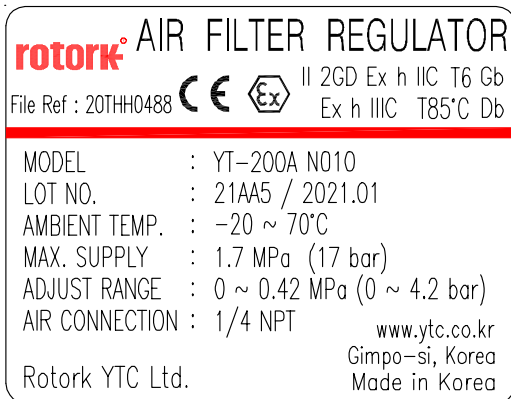 rotork AIR FILTER REGULATOR
File Ref : 20THH0488 CE Ex II 2GD Ex h IIC T6 Gb
Ex h IIIC T85°C Db
MODEL : YT-200A N010
LOT NO. : 21AA5 / 2021.01
AMBIENT TEMP. : -20 ~ 70°C
MAX. SUPPLY : 1.7 MPa (17 bar)
ADJUST RANGE : 0 ~ 0.42 MPa (0 ~ 4.2 bar)
AIR CONNECTION : 1/4 NPT
www.ytc.co.kr
Gimpo-si, Korea
Rotork YTC Ltd. Made in Korea